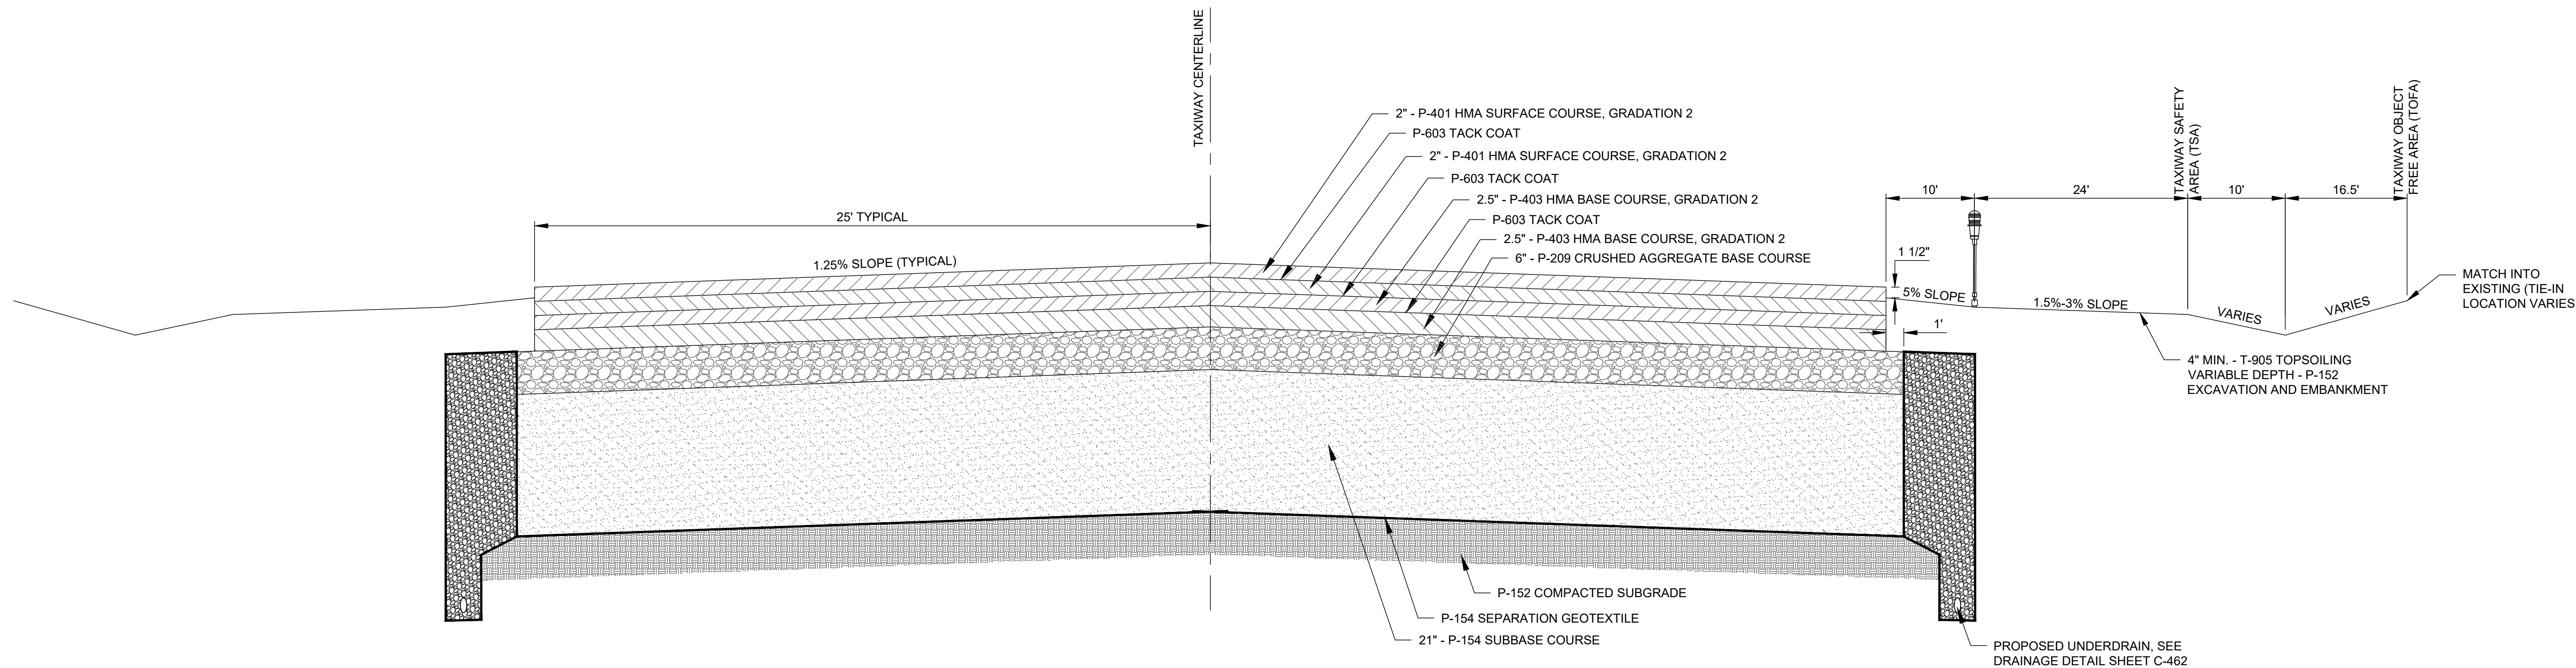 TAXIWAY CENTERLINE
2" - P-401 HMA SURFACE COURSE, GRADATION 2
P-603 TACK COAT
2" - P-401 HMA SURFACE COURSE, GRADATION 2
P-603 TACK COAT
2.5" - P-403 HMA BASE COURSE, GRADATION 2
P-603 TACK COAT
2.5" - P-403 HMA BASE COURSE, GRADATION 2
6" - P-209 CRUSHED AGGREGATE BASE COURSE
25' TYPICAL
1.25% SLOPE (TYPICAL)
TAXIWAY SAFETY
AREA (TSA)
TAXIWAY OBJECT
FREE AREA (TOFA)
10'
24'
10'
16.5'
1 1/2"
5% SLOPE
1.5%-3% SLOPE
VARIES
VARIES
1'
MATCH INTO
EXISTING (TIE-IN
LOCATION VARIES
4" MIN. - T-905 TOPSOILING
VARIABLE DEPTH - P-152
EXCAVATION AND EMBANKMENT
P-152 COMPACTED SUBGRADE
P-154 SEPARATION GEOTEXTILE
21" - P-154 SUBBASE COURSE
PROPOSED UNDERDRAIN, SEE
DRAINAGE DETAIL SHEET C-462